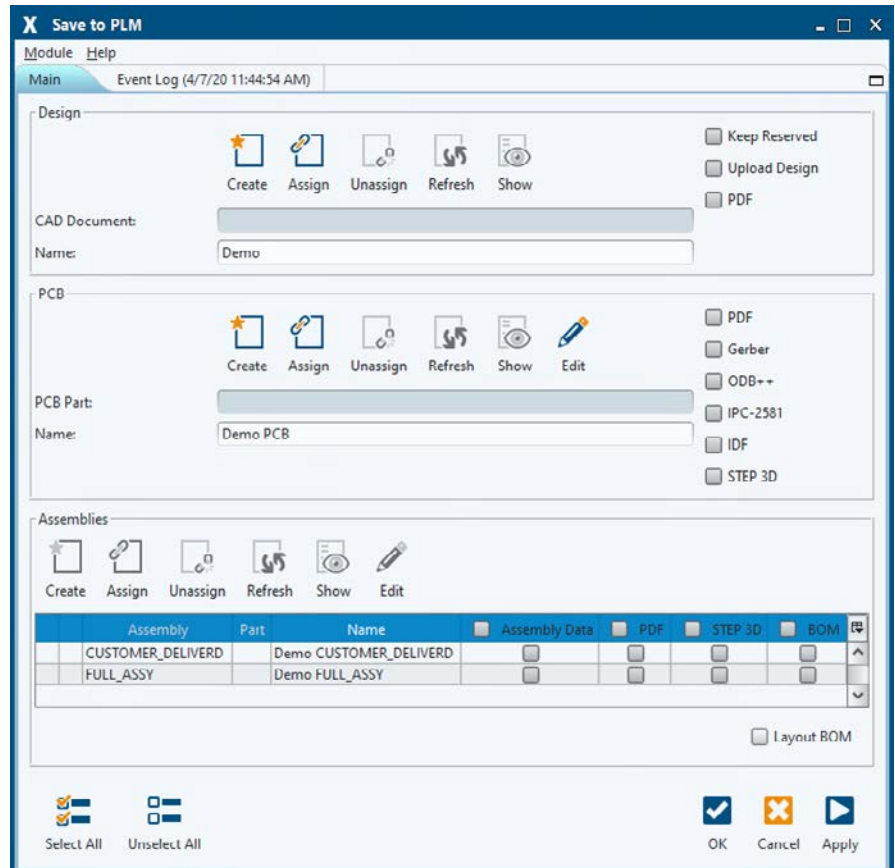 X Save to PLM
Module Help
Main Event Log (4/7/20 11:44:54 AM)
Design
Create Assign Unassign Refresh Show
Keep Reserved
Upload Design
PDF
CAD Document:
Name: Demo
PCB
Create Assign Unassign Refresh Show Edit
PDF
Gerber
ODB++
IPC-2581
IDF
STEP 3D
PCB Part:
Name: Demo PCB
Assemblies
Create Assign Unassign Refresh Show Edit
Assembly Part Name Assembly Data PDF STEP 3D BOM
CUSTOMER_DELIVERD Demo CUSTOMER_DELIVERD
FULL_ASSY Demo FULL_ASSY
Layout BOM
Select All Unselect All OK Cancel Apply